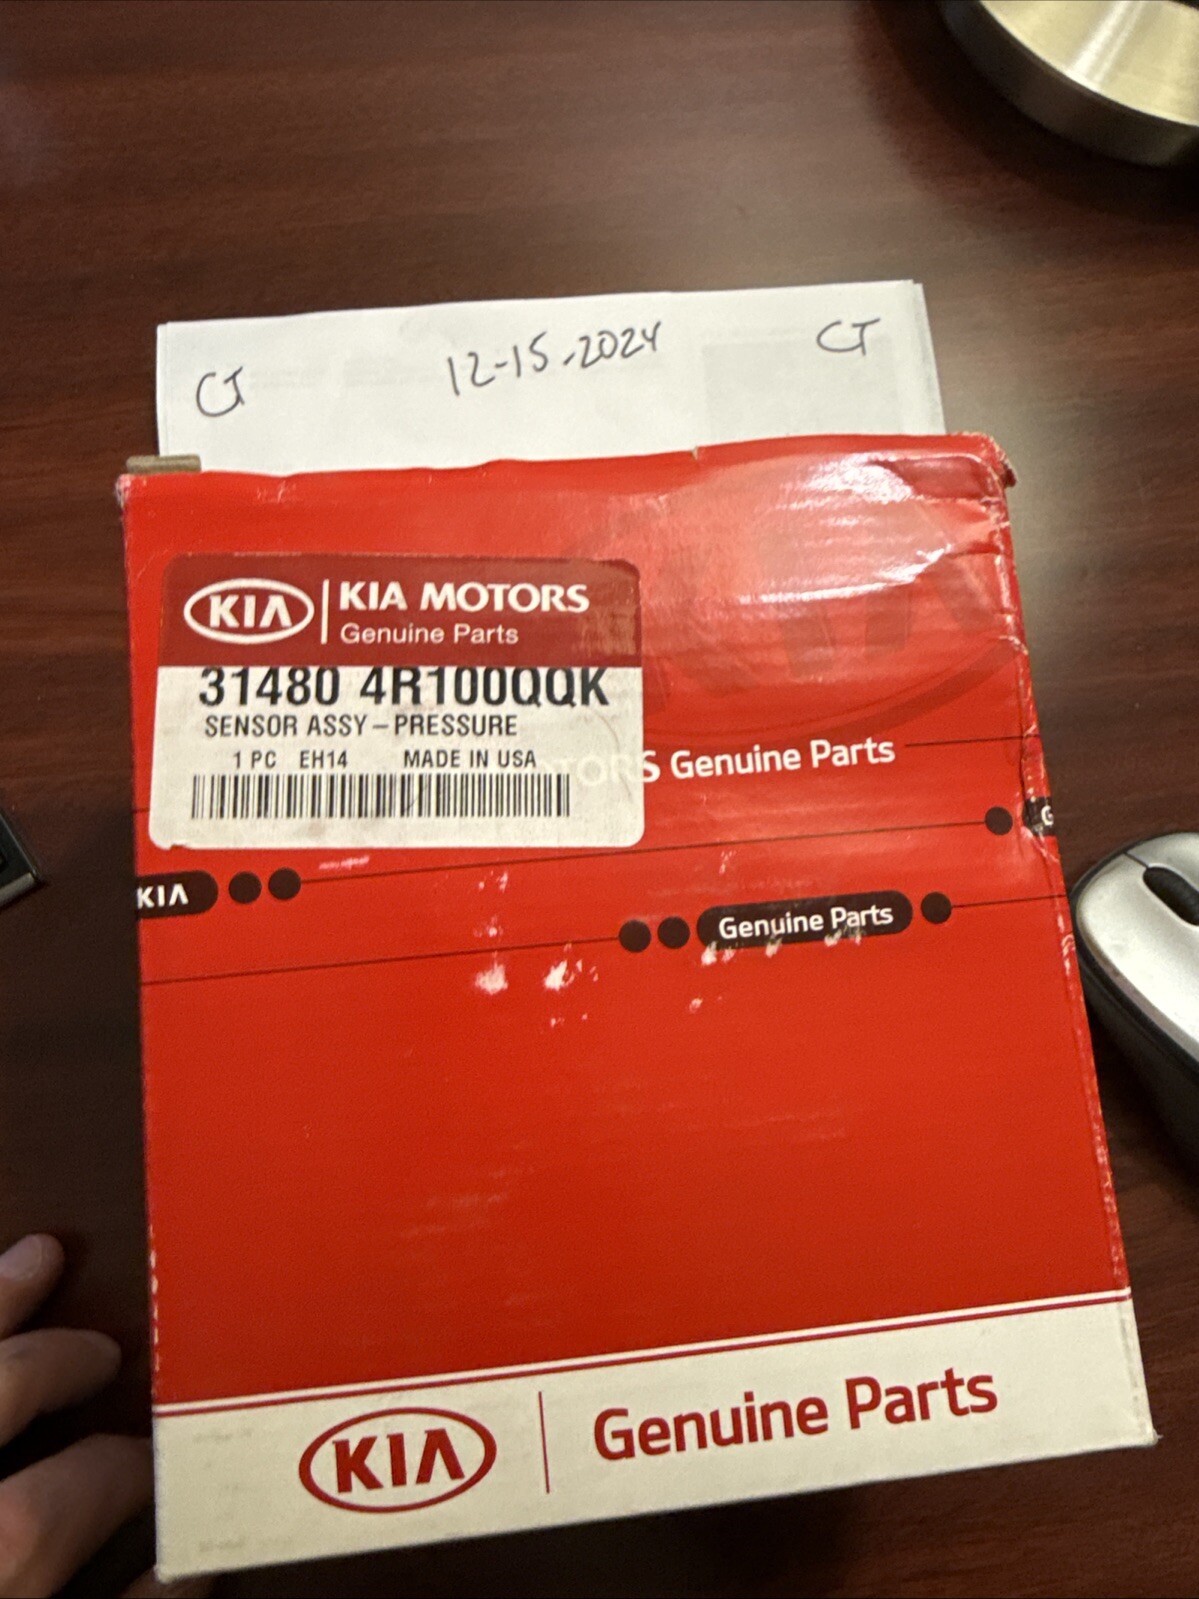 CJ 12-15-2024 CJ
KIA KIA MOTORS
Genuine Parts
31480 4R100QQK
SENSOR ASSY – PRESSURE
1 PC EH14 MADE IN USA
TORS Genuine Parts
G
KIA
Genuine Parts
KIA Genuine Parts